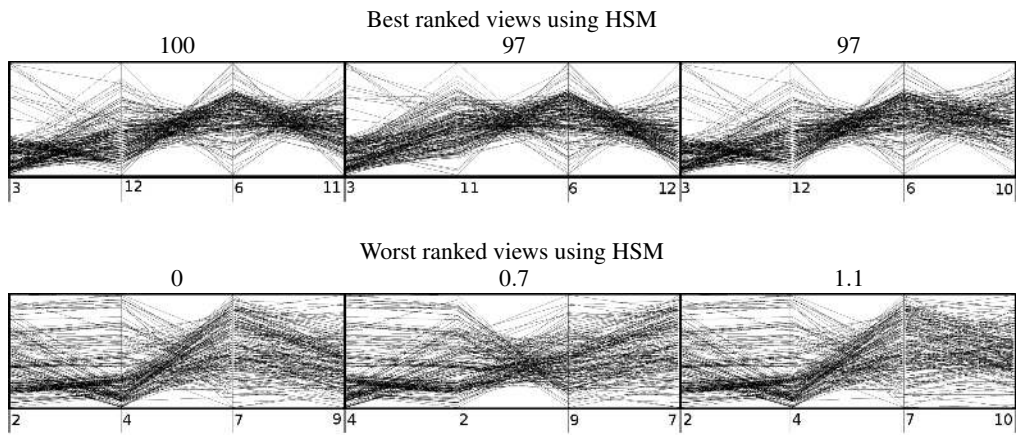 Best ranked views using HSM
100 97 97
3 12 6 11 3 11 6 12 3 12 6 10
Worst ranked views using HSM
0 0.7 1.1
2 4 7 9 4 2 9 7 2 4 7 10